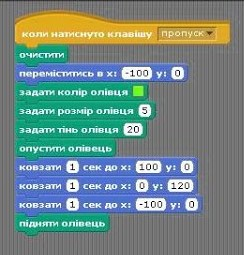 коли натиснуто клавішу пропуск
очистити
переміститись в x: -100 y: 0
задати колір олівця
задати розмір олівця 5
задати тінь олівця 20
опустити олівець
ковзати 1 сек до x: 100 y: 0
ковзати 1 сек до x: 0 y: 120
ковзати 1 сек до x: -100 y: 0
підняти олівець